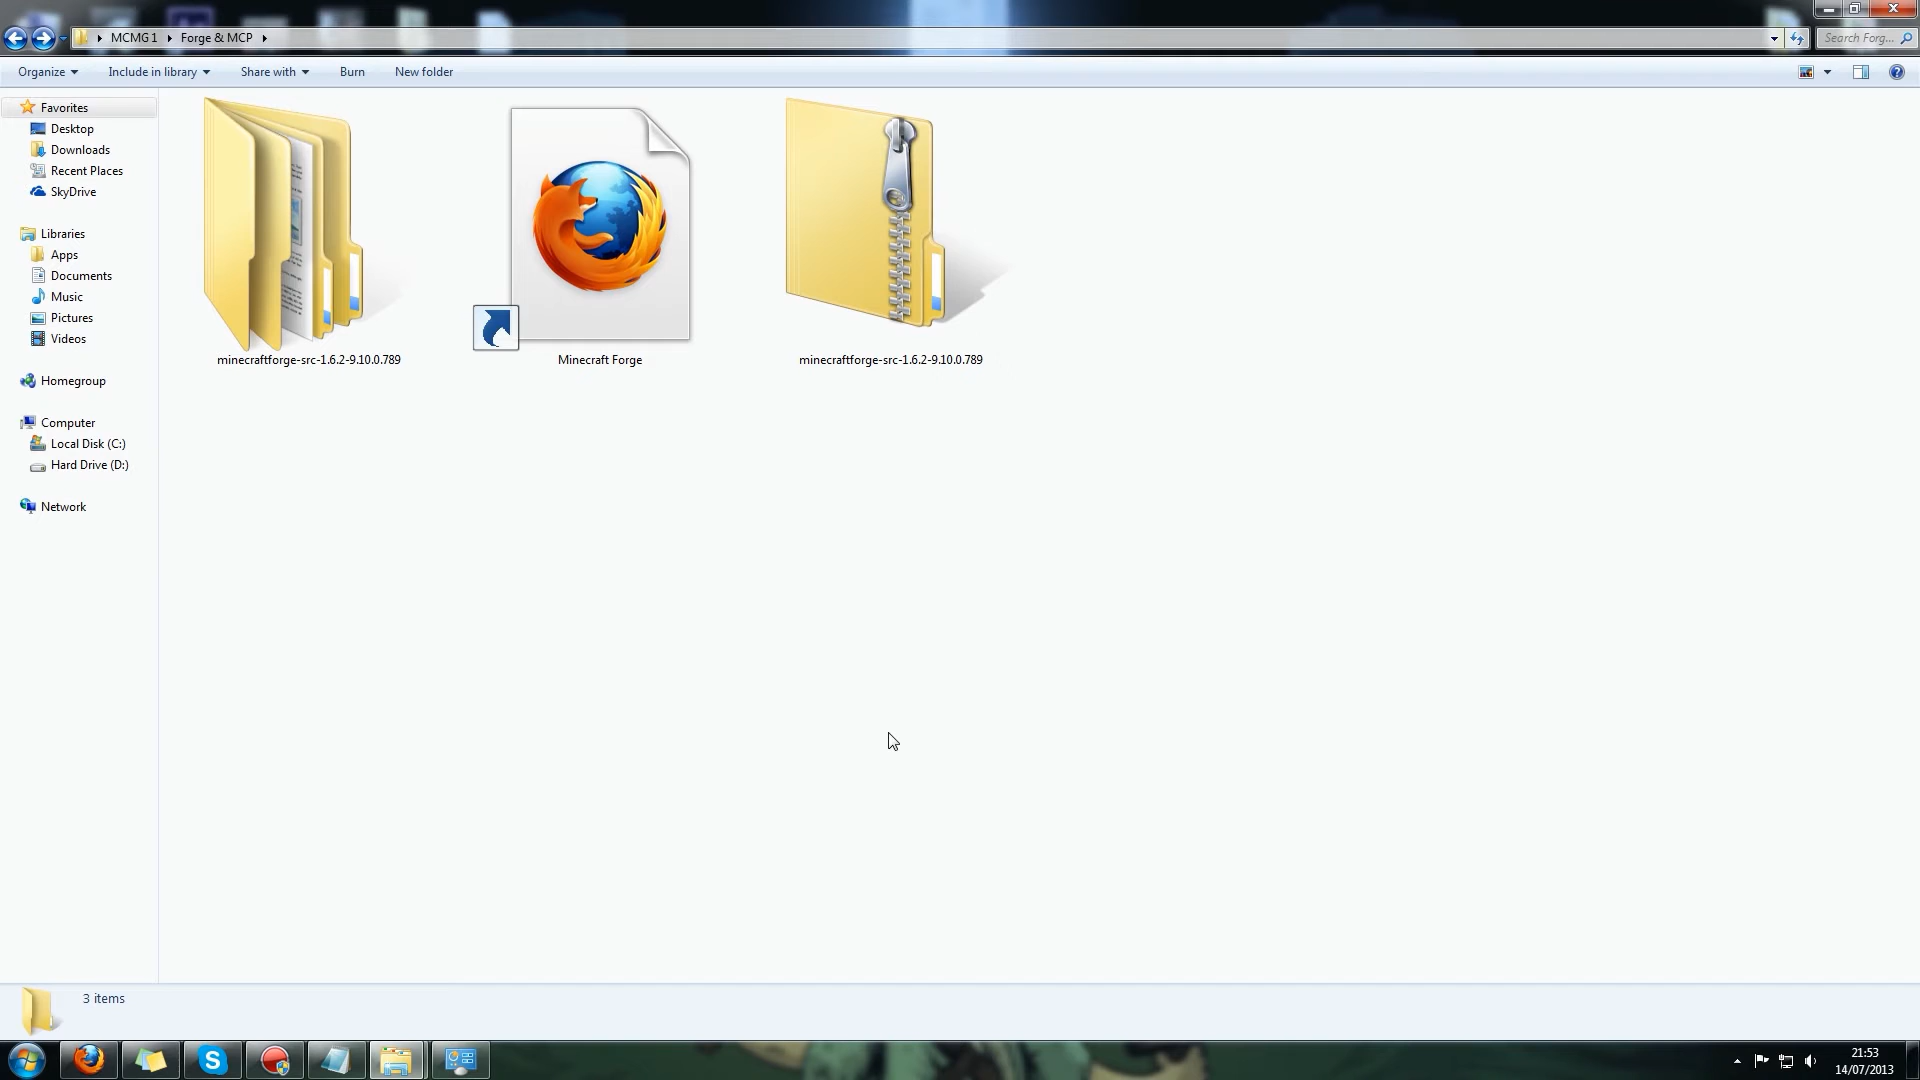 MCMG1 Forge & MCP
Search Forg...
Organize Include in library Share with Burn New folder
Favorites
Desktop
Downloads
Recent Places
SkyDrive
Libraries
Apps
Documents
Music
Pictures
Videos
Homegroup
Computer
Local Disk (C:)
Hard Drive (D:)
Network
minecraftforge-src-1.6.2-9.10.0.789
Minecraft Forge
minecraftforge-src-1.6.2-9.10.0.789
3 items
21:53
14/07/2013